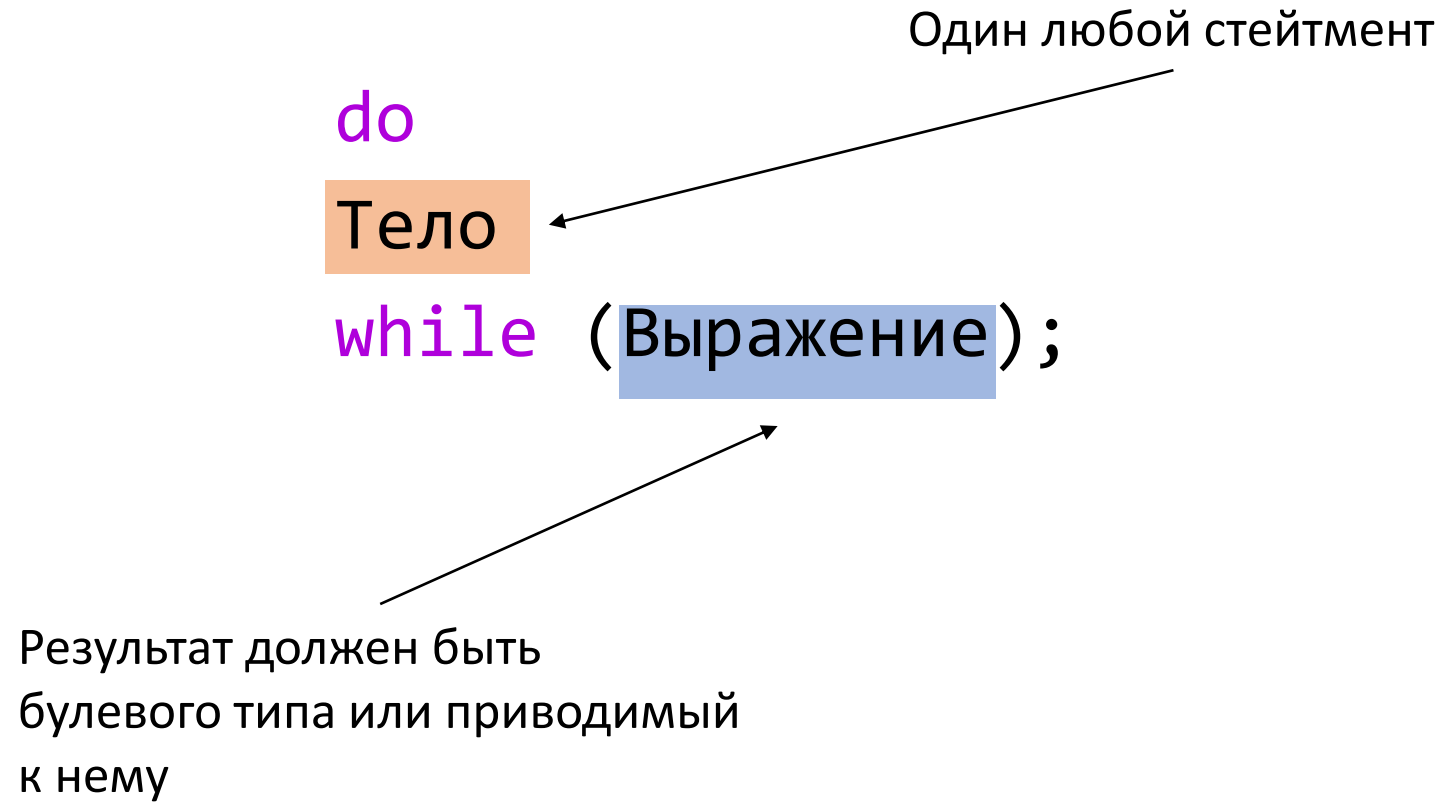 Один любой стейтмент
do
Тело
while (Выражение);
Результат должен быть
булевого типа или приводимый
к нему